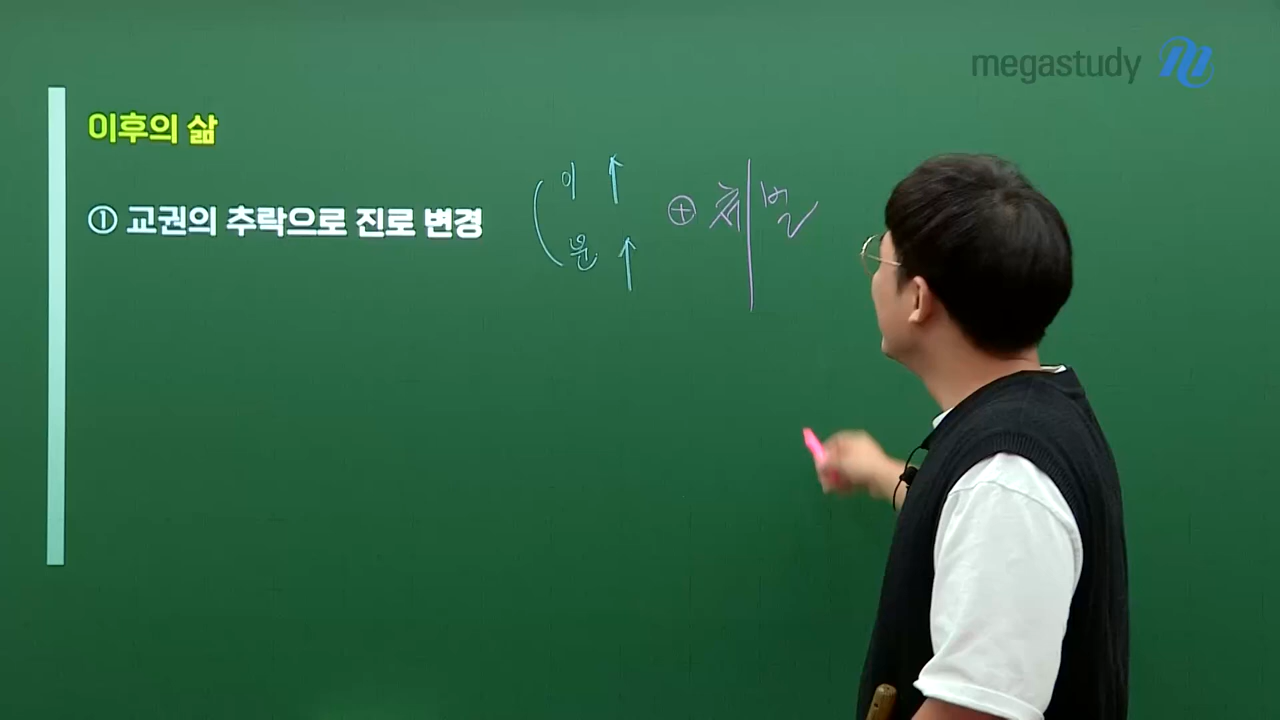 megastudy
이후의 삶
① 교권의 추락으로 진로 변경
이 ↑
문 ↑
⊕ 체벌